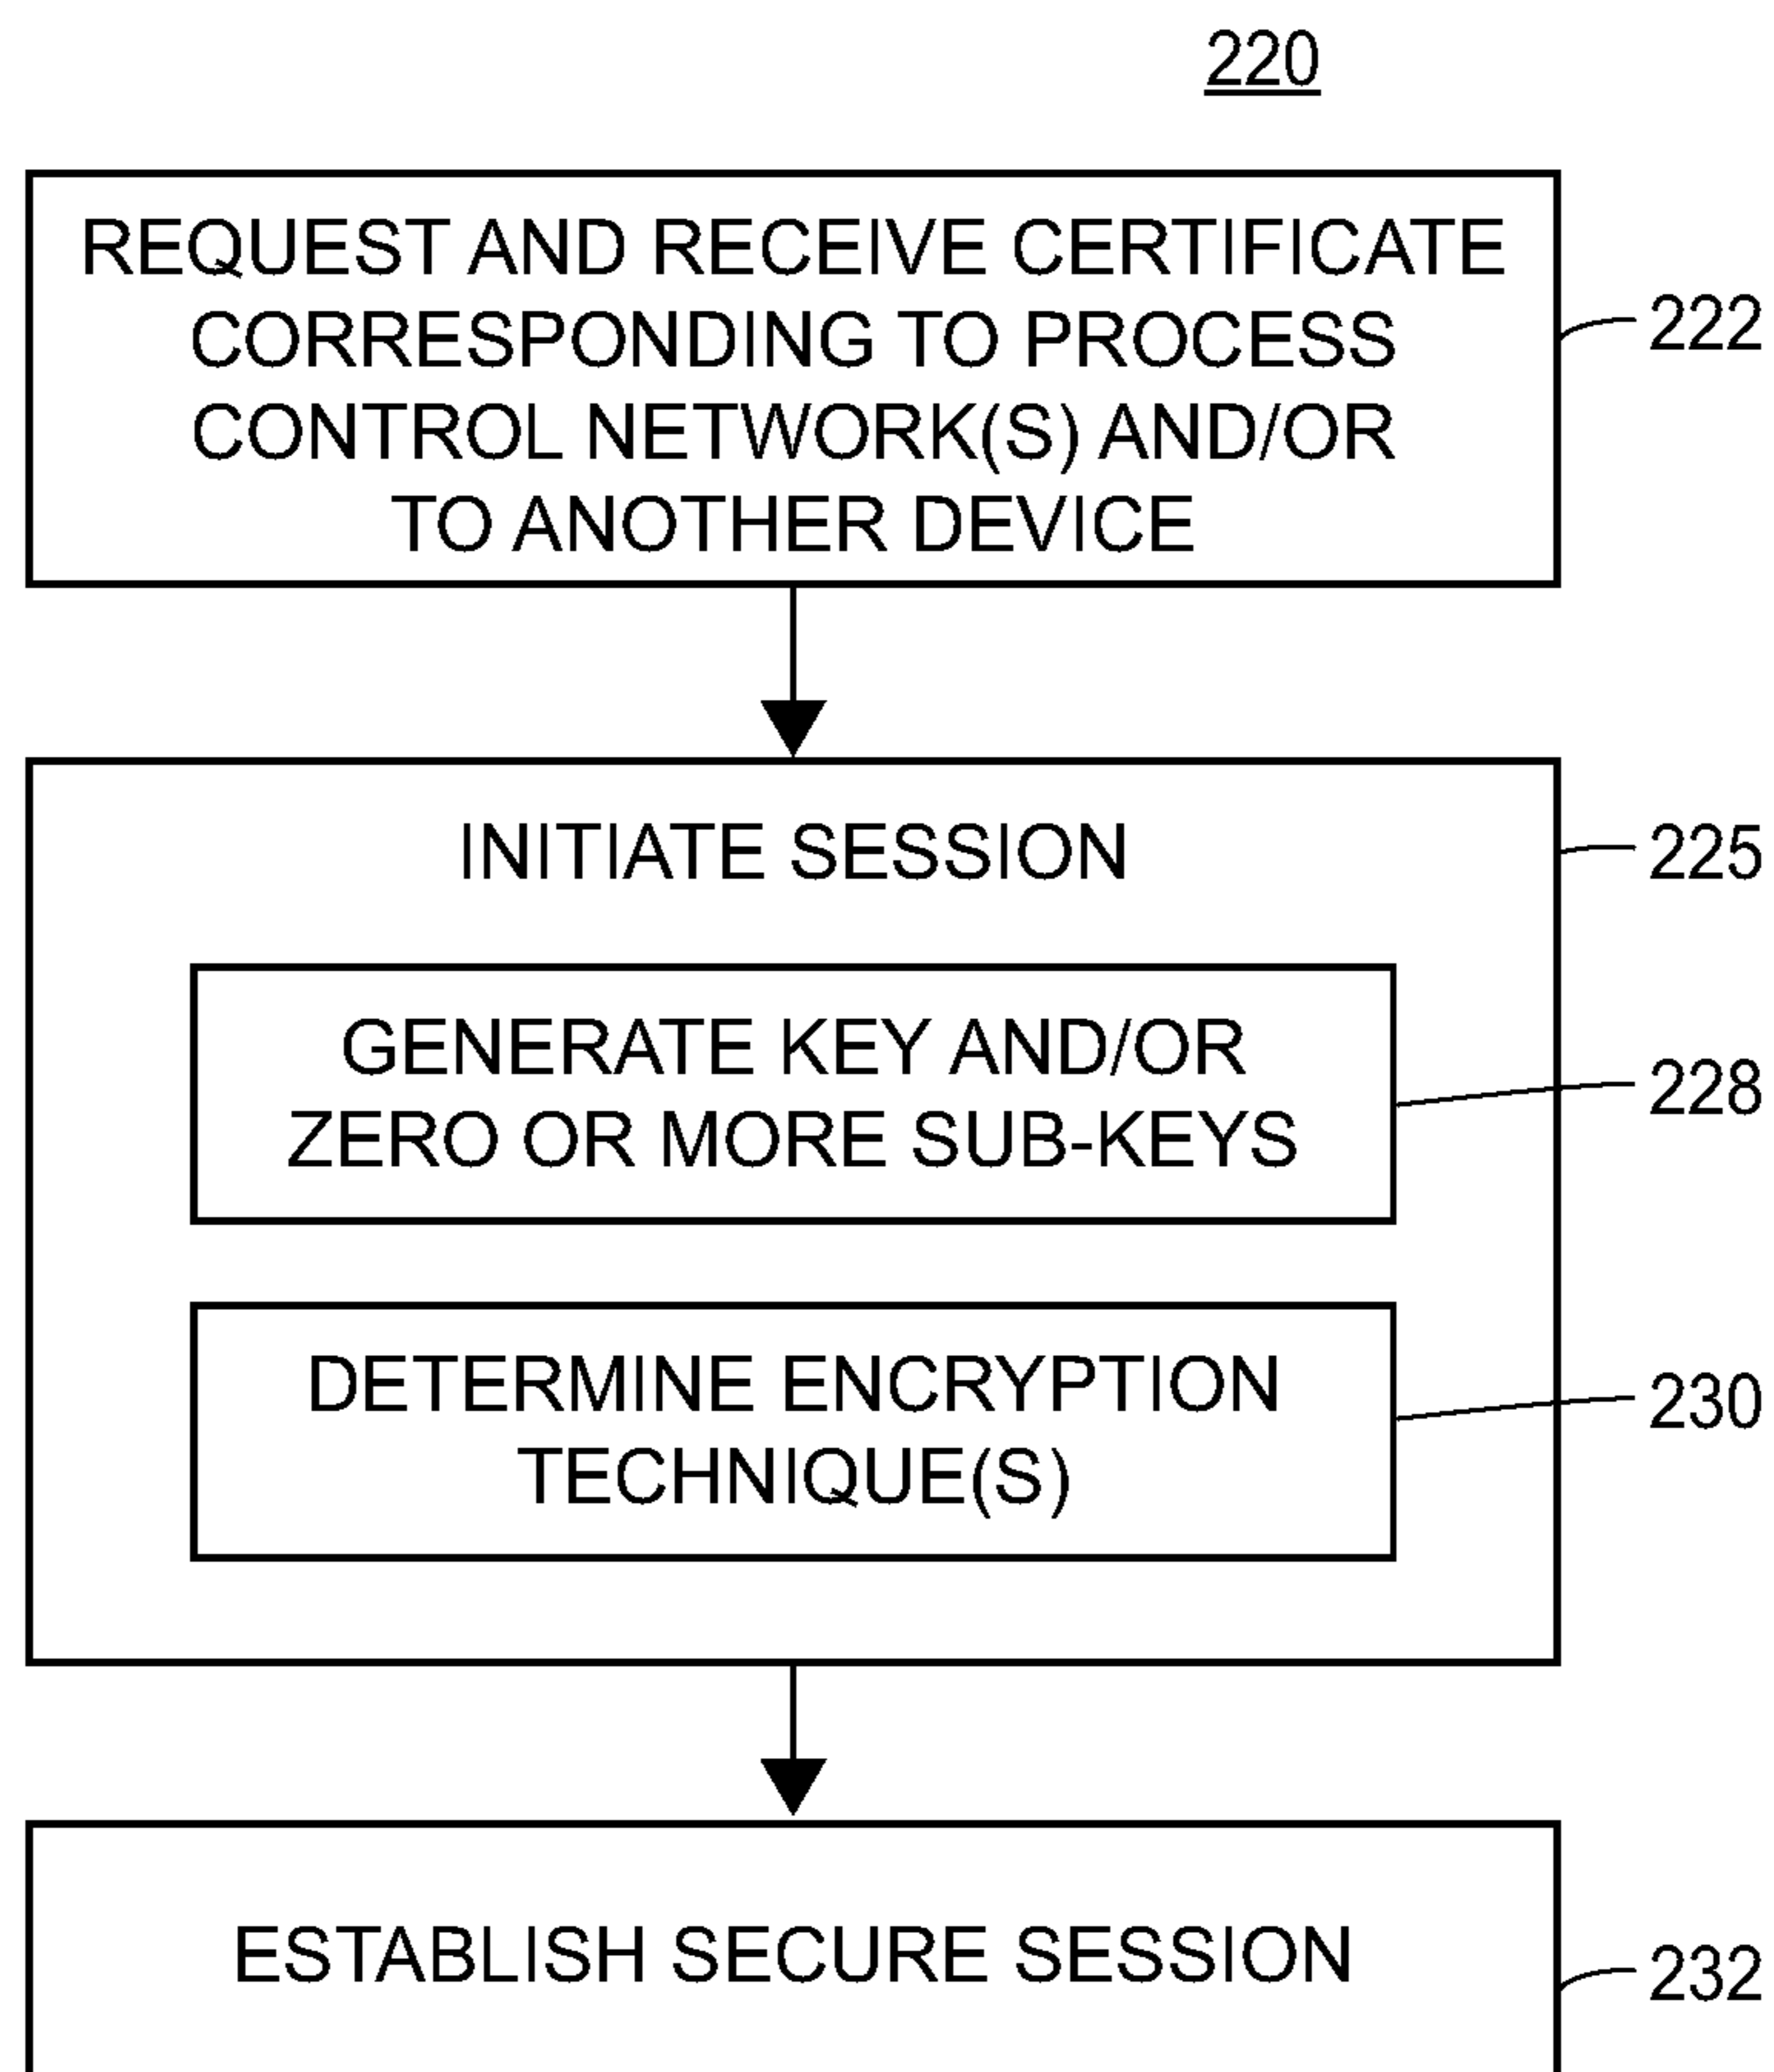 220
REQUEST AND RECEIVE CERTIFICATE
CORRESPONDING TO PROCESS
CONTROL NETWORK(S) AND/OR
TO ANOTHER DEVICE
222
INITIATE SESSION
225
GENERATE KEY AND/OR
ZERO OR MORE SUB-KEYS
228
DETERMINE ENCRYPTION
TECHNIQUE(S)
230
ESTABLISH SECURE SESSION
232